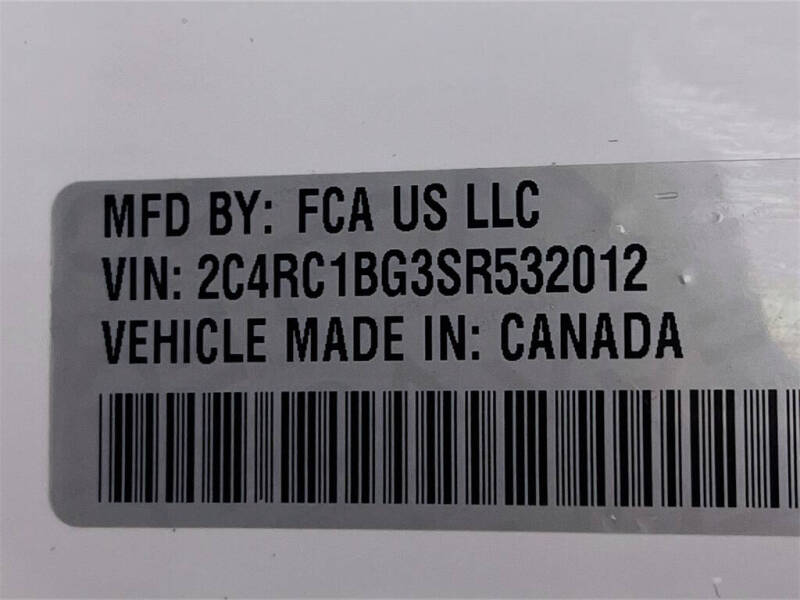 MFD BY: FCA US LLC
VIN: 2C4RC1BG3SR532012
VEHICLE MADE IN: CANADA